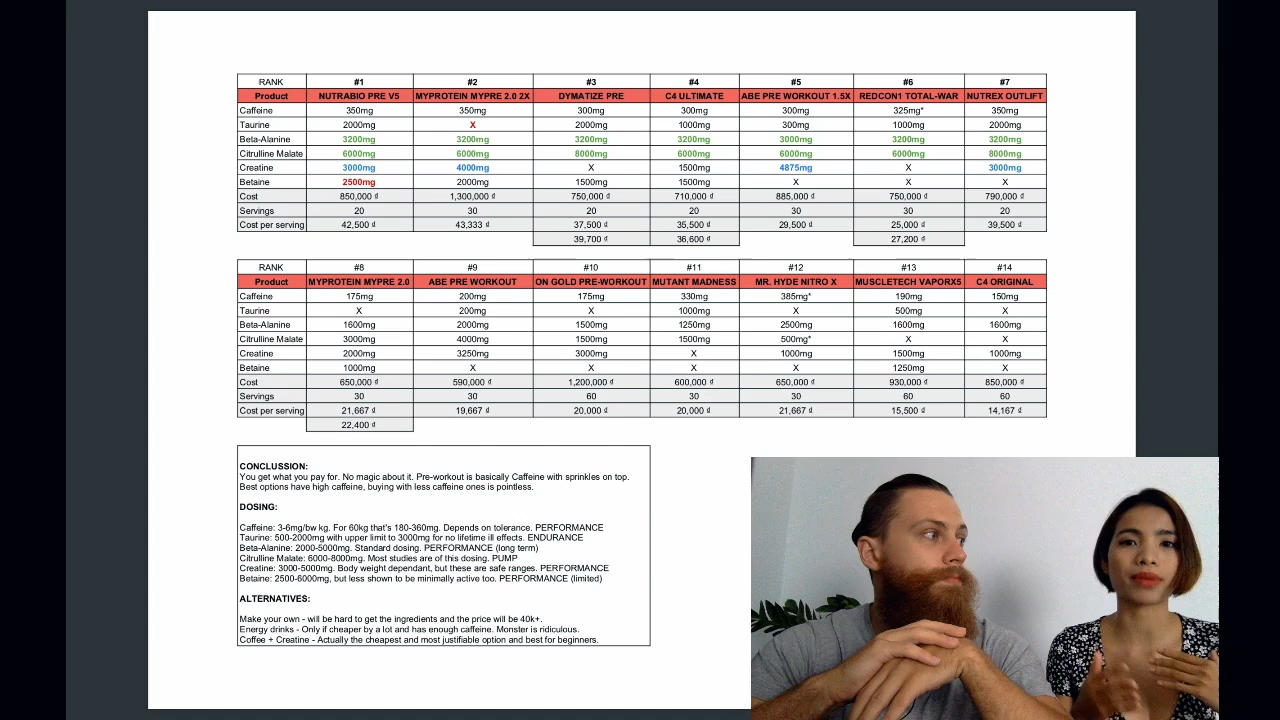 RANK #1 #2 #3 #4 #5 #6 #7
Product NUTRABIO PRE V5 MYPROTEIN MYPRE 2.0 2X DYMATIZE PRE C4 ULTIMATE ABE PRE WORKOUT 1.5X REDCON1 TOTAL-WAR NUTREX OUTLIFT
Caffeine 350mg 350mg 300mg 300mg 300mg 325mg* 350mg
Taurine 2000mg X 2000mg 1000mg 300mg 1000mg 2000mg
Beta-Alanine 3200mg 3200mg 3200mg 3200mg 3000mg 3200mg 3200mg
Citrulline Malate 6000mg 6000mg 8000mg 6000mg 6000mg 6000mg 8000mg
Creatine 3000mg 4000mg X 1500mg 4875mg X 3000mg
Betaine 2500mg 2000mg 1500mg 1500mg X X X
Cost 850,000 ₫ 1,300,000 ₫ 750,000 ₫ 710,000 ₫ 885,000 ₫ 750,000 ₫ 790,000 ₫
Servings 20 30 20 20 30 30 20
Cost per serving 42,500 ₫ 43,333 ₫ 37,500 ₫ 35,500 ₫ 29,500 ₫ 25,000 ₫ 39,500 ₫
39,700 ₫ 36,600 ₫ 27,200 ₫
RANK #8 #9 #10 #11 #12 #13 #14
Product MYPROTEIN MYPRE 2.0 ABE PRE WORKOUT ON GOLD PRE-WORKOUT MUTANT MADNESS MR. HYDE NITRO X MUSCLETECH VAPORX5 C4 ORIGINAL
Caffeine 175mg 200mg 175mg 330mg 385mg* 190mg 150mg
Taurine X 200mg X 1000mg X 500mg X
Beta-Alanine 1600mg 2000mg 1500mg 1250mg 2500mg 1600mg 1600mg
Citrulline Malate 3000mg 4000mg 1500mg 1500mg 500mg* X X
Creatine 2000mg 3250mg 3000mg X 1000mg 1500mg 1000mg
Betaine 1000mg X X X X 1250mg X
Cost 650,000 ₫ 590,000 ₫ 1,200,000 ₫ 600,000 ₫ 650,000 ₫ 930,000 ₫ 850,000 ₫
Servings 30 30 60 30 30 60 60
Cost per serving 21,667 ₫ 19,667 ₫ 20,000 ₫ 20,000 ₫ 21,667 ₫ 15,500 ₫ 14,167 ₫
22,400 ₫
CONCLUSSION:
You get what you pay for. No magic about it. Pre-workout is basically Caffeine with sprinkles on top.
Best options have high caffeine, buying with less caffeine ones is pointless.
DOSING:
Caffeine: 3-6mg/bw kg. For 60kg that's 180-360mg. Depends on tolerance. PERFORMANCE
Taurine: 500-2000mg with upper limit to 3000mg for no lifetime ill effects. ENDURANCE
Beta-Alanine: 2000-5000mg. Standard dosing. PERFORMANCE (long term)
Citrulline Malate: 6000-8000mg. Most studies are of this dosing. PUMP
Creatine: 3000-5000mg. Body weight dependant, but these are safe ranges. PERFORMANCE
Betaine: 2500-6000mg, but less shown to be minimally active too. PERFORMANCE (limited)
ALTERNATIVES:
Make your own - will be hard to get the ingredients and the price will be 40k+.
Energy drinks - Only if cheaper by a lot and has enough caffeine. Monster is ridiculous.
Coffee + Creatine - Actually the cheapest and most justifiable option and best for beginners.